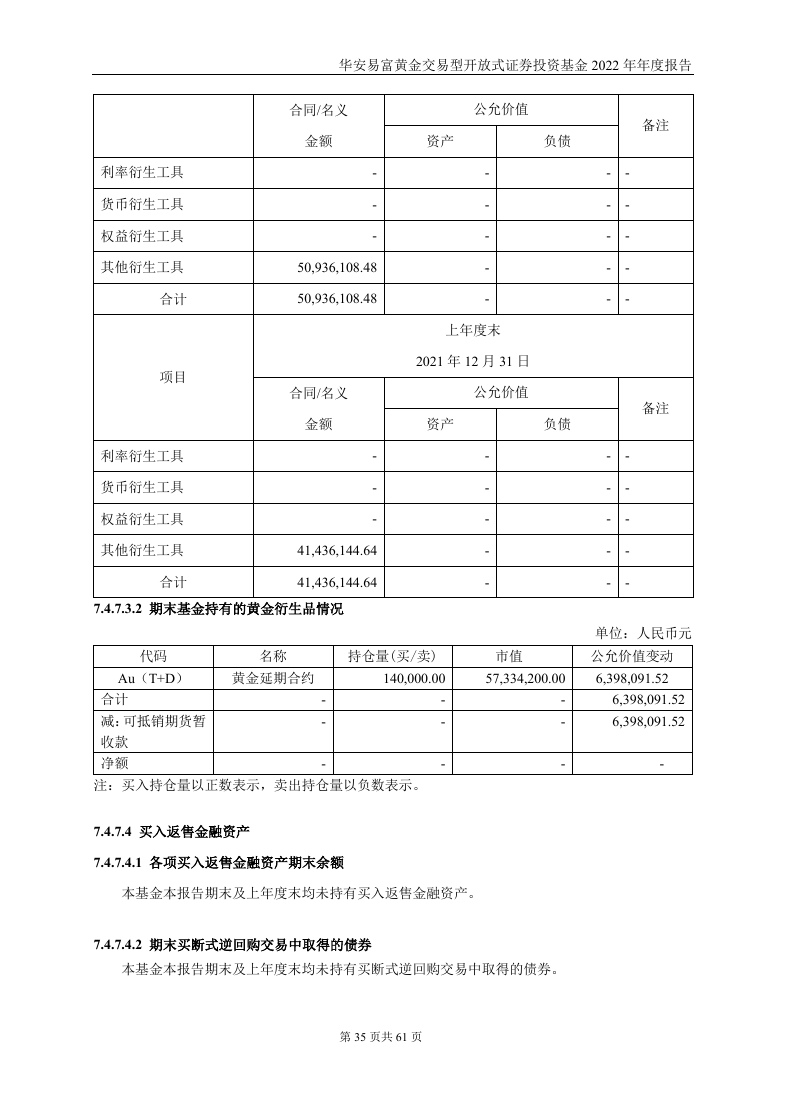 华安易富黄金交易型开放式证券投资基金 2022 年年度报告
合同/名义 金额 公允价值 备注
资产 负债
利率衍生工具 - - - -
货币衍生工具 - - - -
权益衍生工具 - - - -
其他衍生工具 50,936,108.48 - - -
合计 50,936,108.48 - - -
项目 上年度末
2021 年 12 月 31 日
合同/名义 金额 公允价值 备注
资产 负债
利率衍生工具 - - - -
货币衍生工具 - - - -
权益衍生工具 - - - -
其他衍生工具 41,436,144.64 - - -
合计 41,436,144.64 - - -
7.4.7.3.2 期末基金持有的黄金衍生品情况
单位：人民币元
代码 名称 持仓量(买/卖) 市值 公允价值变动
Au（T+D） 黄金延期合约 140,000.00 57,334,200.00 6,398,091.52
合计 - - - 6,398,091.52
减：可抵销期货暂 - - - 6,398,091.52
收款
净额 - - - -
注：买入持仓量以正数表示，卖出持仓量以负数表示。
7.4.7.4 买入返售金融资产
7.4.7.4.1 各项买入返售金融资产期末余额
本基金本报告期末及上年度末均未持有买入返售金融资产。
7.4.7.4.2 期末买断式逆回购交易中取得的债券
本基金本报告期末及上年度末均未持有买断式逆回购交易中取得的债券。
第 35 页共 61 页